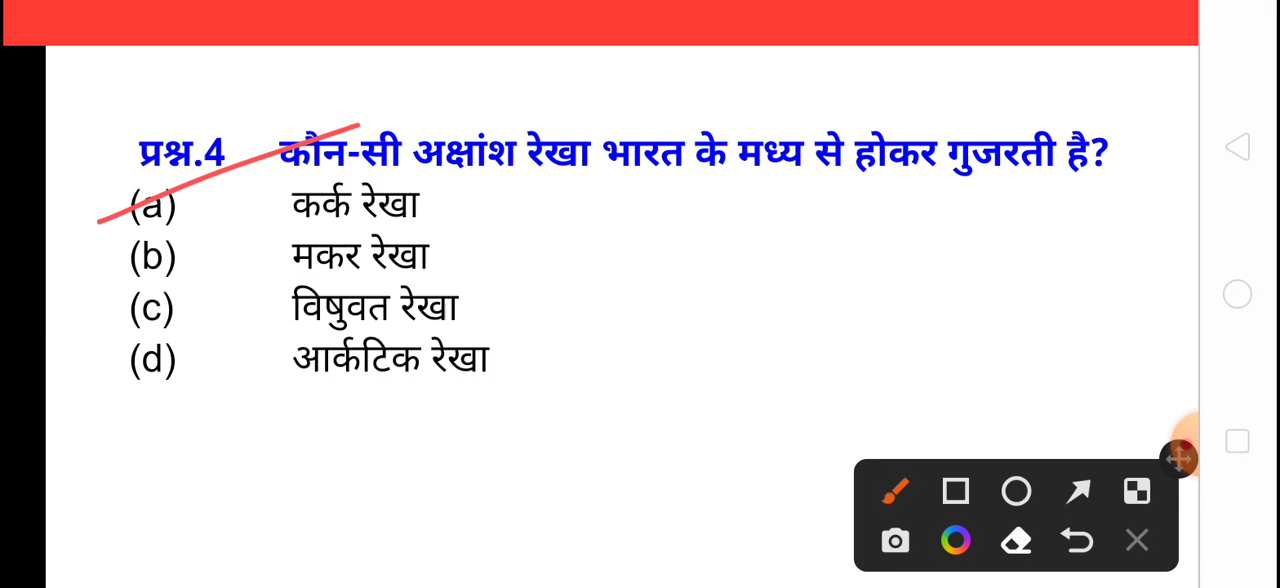 प्रश्न.4 कौन-सी अक्षांश रेखा भारत के मध्य से होकर गुजरती है?
(a) कर्क रेखा
(b) मकर रेखा
(c) विषुवत रेखा
(d) आर्कटिक रेखा